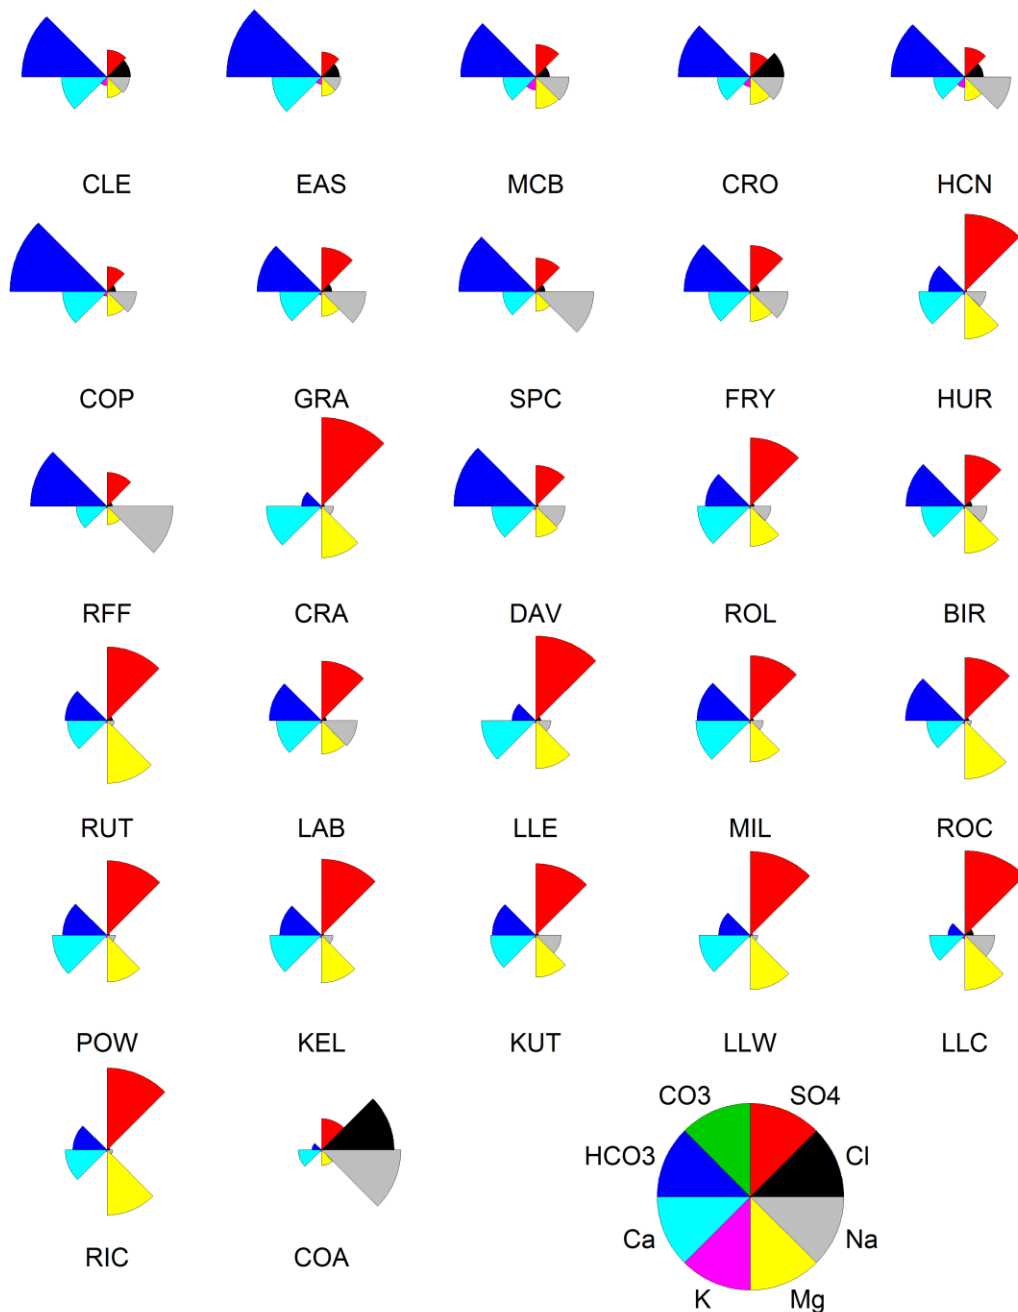 CLE EAS MCB CRO HCN
COP GRA SPC FRY HUR
RFF CRA DAV ROL BIR
RUT LAB LLE MIL ROC
POW KEL KUT LLW LLC
CO3 SO4
HCO3 Cl
Ca Na
K Mg
RIC COA